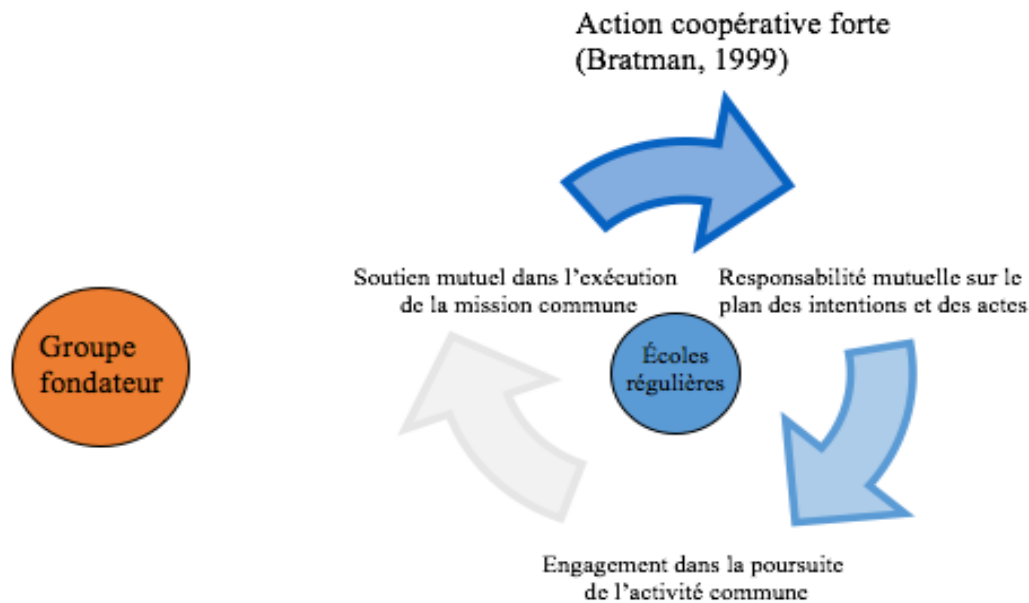 Action coopérative forte
(Bratman, 1999)
Soutien mutuel dans l'exécution
de la mission commune
Responsabilité mutuelle sur le
plan des intentions et des actes
Groupe
fondateur
Écoles
régulières
Engagement dans la poursuite
de l'activité commune